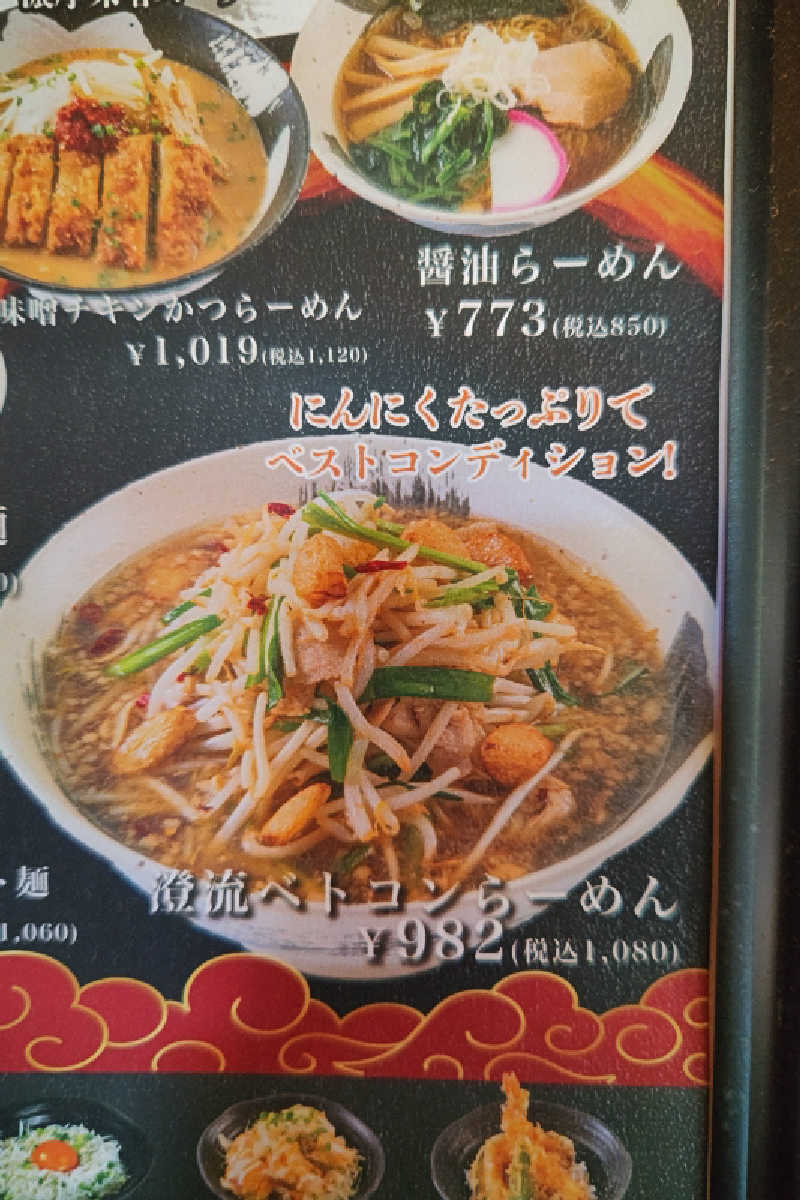 味噌チキンかつらーめん
¥1,019(税込1,120)
醤油らーめん
¥773(税込850)
にんにくたっぷりで
ベストコンディション!
麺
1,060)
澄流ベトコンらーめん
¥982(税込1,080)